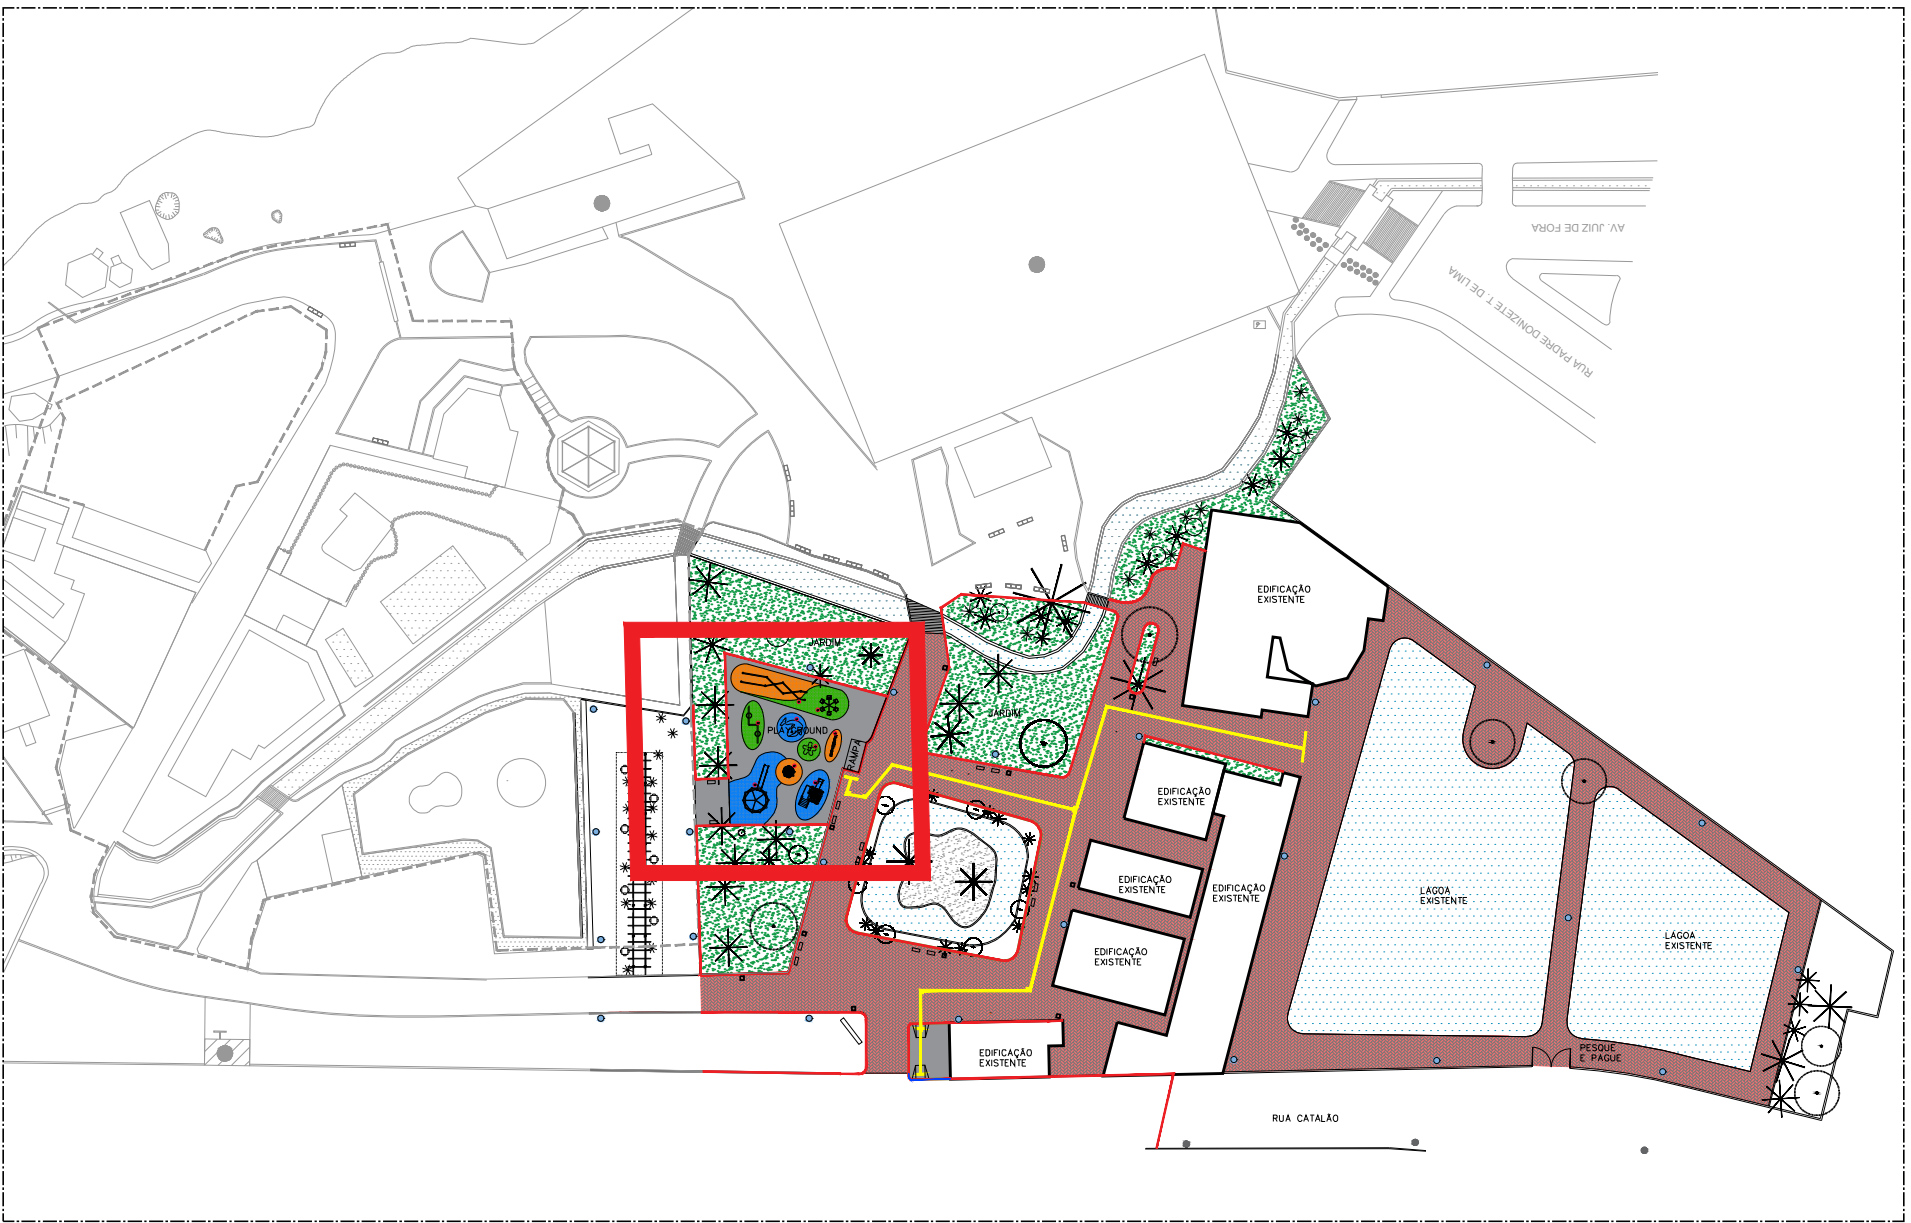 AV. JUIZ DE FORA
RUA PADRE DONIZETE T. DE LIMA
EDIFICAÇÃO
EXISTENTE
JARDIM
JARDIM
PLAYGROUND
RAMPA
EDIFICAÇÃO
EXISTENTE
EDIFICAÇÃO
EXISTENTE
EDIFICAÇÃO
EXISTENTE
LAGOA
EXISTENTE
LAGOA
EXISTENTE
EDIFICAÇÃO
EXISTENTE
EDIFICAÇÃO
EXISTENTE
PESQUE
E PAGUE
RUA CATALÃO